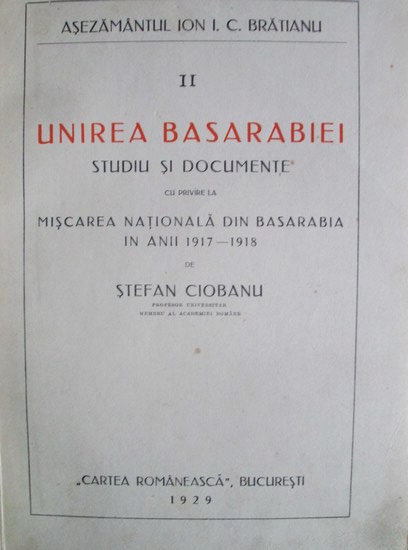 AȘEZĂMÂNTUL ION I. C. BRĂTIANU
II
UNIREA BASARABIEI
STUDIU ȘI DOCUMENTE
CU PRIVIRE LA
MIȘCAREA NAȚIONALĂ DIN BASARABIA
IN ANII 1917—1918
DE
ȘTEFAN CIOBANU
PROFESOR UNIVERSITAR
MEMBRU AL ACADEMIEI ROMÂNE
„CARTEA ROMÂNEASCĂ", BUCUREȘTI
1929